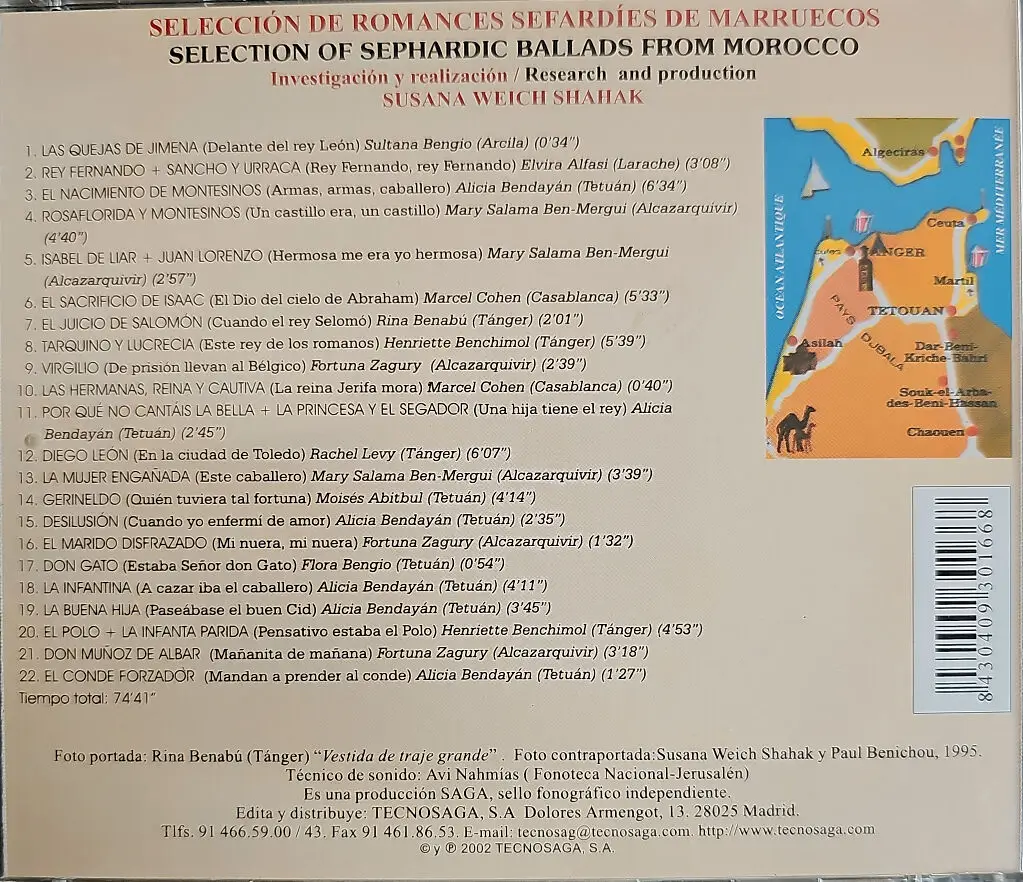 SELECCIÓN DE ROMANCES SEFARDÍES DE MARRUECOS
SELECTION OF SEPHARDIC BALLADS FROM MOROCCO
Investigación y realización / Research and production
SUSANA WEICH SHAHAK
1. LAS QUEJAS DE JIMENA (Delante del rey León) Sultana Bengio (Arcila) (0'34")
2. REY FERNANDO + SANCHO Y URRACA (Rey Fernando, rey Fernando) Elvira Alfasi (Larache) (3'08")
3. EL NACIMIENTO DE MONTESINOS (Armas, armas, caballero) Alicia Bendayán (Tetuán) (6'34")
4. ROSAFLORIDA Y MONTESINOS (Un castillo era, un castillo) Mary Salama Ben-Mergui (Alcazarquivir)
(4'40")
5. ISABEL DE LIAR + JUAN LORENZO (Hermosa me era yo hermosa) Mary Salama Ben-Mergui
(Alcazarquivir) (2'57")
6. EL SACRIFICIO DE ISAAC (El Dio del cielo de Abraham) Marcel Cohen (Casablanca) (5'33")
7. EL JUICIO DE SALOMÓN (Cuando el rey Selomó) Rina Benabú (Tánger) (2'01")
8. TARQUINO Y LUCRECIA (Este rey de los romanos) Henriette Benchimol (Tánger) (5'39")
9. VIRGILIO (De prisión llevan al Bélgico) Fortuna Zagury (Alcazarquivir) (2'39")
10. LAS HERMANAS, REINA Y CAUTIVA (La reina Jerifa mora) Marcel Cohen (Casablanca) (0'40")
11. POR QUE NO CANTÁIS LA BELLA + LA PRINCESA Y EL SEGADOR (Una hija tiene el rey) Alicia
Bendayán (Tetuán) (2'45")
12. DIEGO LEÓN (En la ciudad de Toledo) Rachel Levy (Tánger) (6'07")
13. LA MUJER ENGAÑADA (Este caballero) Mary Salama Ben-Mergui (Alcazarquivir) (3'39")
14. GERINELDO (Quién tuviera tal fortuna) Moisés Abitbul (Tetuán) (4'14")
15. DESILUSIÓN (Cuando yo enfermí de amor) Alicia Bendayán (Tetuán) (2'35")
16. EL MARIDO DISFRAZADO (Mi nuera, mi nuera) Fortuna Zagury (Alcazarquivir) (1'32")
17. DON GATO (Estaba Señor don Gato) Flora Bengio (Tetuán) (0'54")
18. LA INFANTINA (A cazar iba el caballero) Alicia Bendayán (Tetuán) (4'11")
19. LA BUENA HIJA (Paseábase el buen Cid) Alicia Bendayán (Tetuán) (3'45")
20. EL POLO + LA INFANTA PARIDA (Pensativo estaba el Polo) Henriette Benchimol (Tánger) (4'53")
21. DON MUÑOZ DE ALBAR (Mañanita de mañana) Fortuna Zagury (Alcazarquivir) (3'18")
22. EL CONDE FORZADOR (Mandan a prender al conde) Alicia Bendayán (Tetuán) (1'27")
Tiempo total: 74'41"
Algeciras
OCEAN ATLANTIQUE
MER MEDITERRANÉE
Ceuta
TANGER
Martil
PAYS DJBALA
TETOUAN
Asilah
Dar-Beni-
Kriche-Bahri
Souk-el-Arba-
des-Beni-Hassan
Chaouen
8 430409 301668
Foto portada: Rina Benabú (Tánger) "Vestida de traje grande". Foto contraportada:Susana Weich Shahak y Paul Benichou, 1995.
Técnico de sonido: Avi Nahmías ( Fonoteca Nacional-Jerusalén)
Es una producción SAGA, sello fonográfico independiente.
Edita y distribuye: TECNOSAGA, S.A Dolores Armengot, 13. 28025 Madrid.
Tlfs. 91 466.59.00 / 43. Fax 91 461.86.53. E-mail: tecnosag@tecnosaga.com. http://www.tecnosaga.com
© y ℗ 2002 TECNOSAGA, S.A.